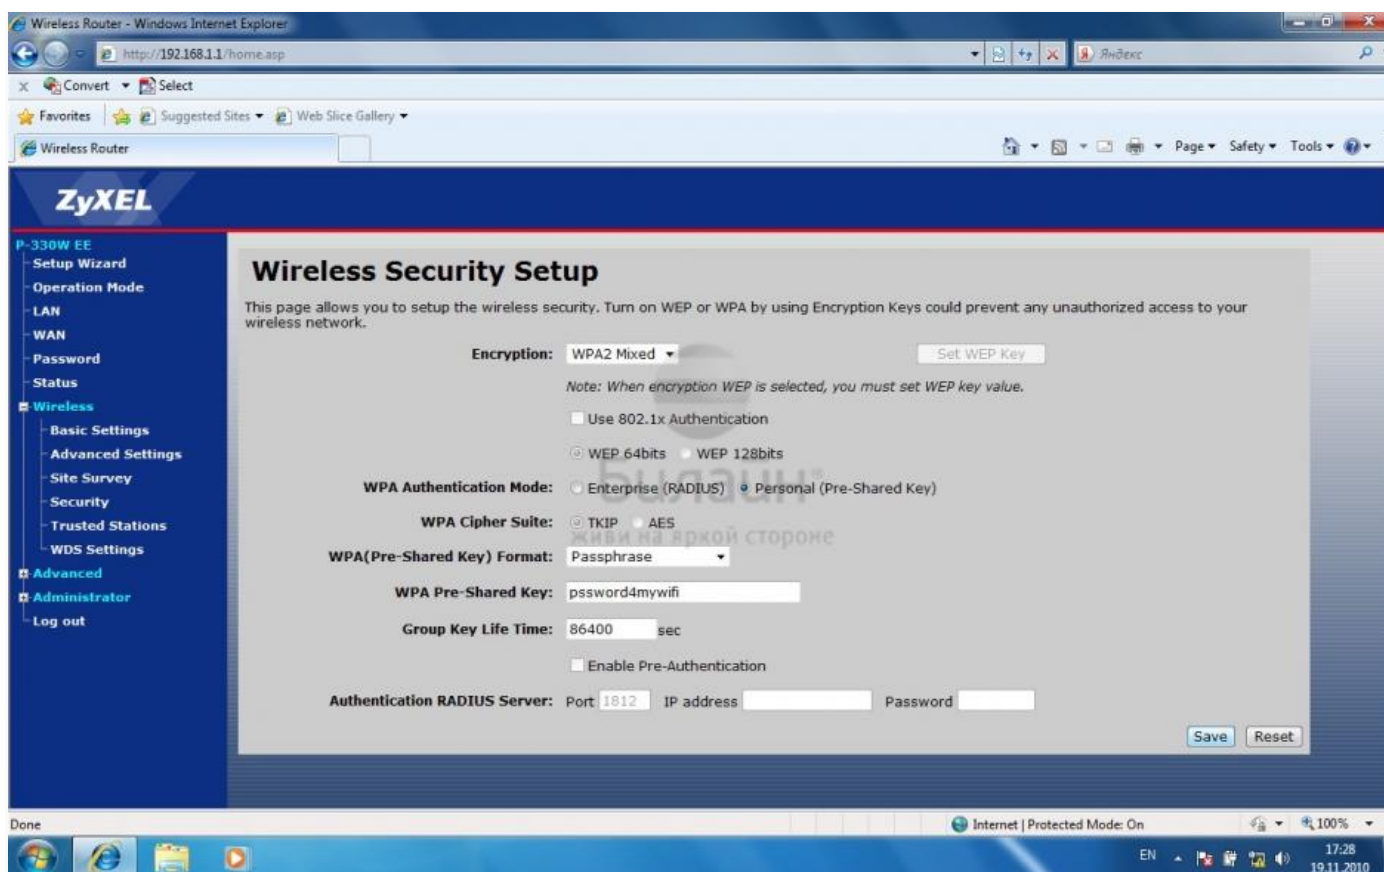 Wireless Router - Windows Internet Explorer
http://192.168.1.1/home.asp
Яндекс
x Convert Select
Favorites Suggested Sites Web Slice Gallery
Wireless Router Page Safety Tools
ZyXEL
P-330W EE
Setup Wizard
Operation Mode
LAN
WAN
Password
Status
Wireless
Basic Settings
Advanced Settings
Site Survey
Security
Trusted Stations
WDS Settings
Advanced
Administrator
Log out
Wireless Security Setup
This page allows you to setup the wireless security. Turn on WEP or WPA by using Encryption Keys could prevent any unauthorized access to your
wireless network.
Encryption: WPA2 Mixed Set WEP Key
Note: When encryption WEP is selected, you must set WEP key value.
Use 802.1x Authentication
WEP 64bits WEP 128bits
Билайн®
WPA Authentication Mode: Enterprise (RADIUS) Personal (Pre-Shared Key)
WPA Cipher Suite: TKIP AES
живи на яркой стороне
WPA(Pre-Shared Key) Format: Passphrase
WPA Pre-Shared Key: pssword4mywifi
Group Key Life Time: 86400 sec
Enable Pre-Authentication
Authentication RADIUS Server: Port 1812 IP address Password
Save Reset
Done Internet | Protected Mode: On 100%
EN 17:28
19.11.2010